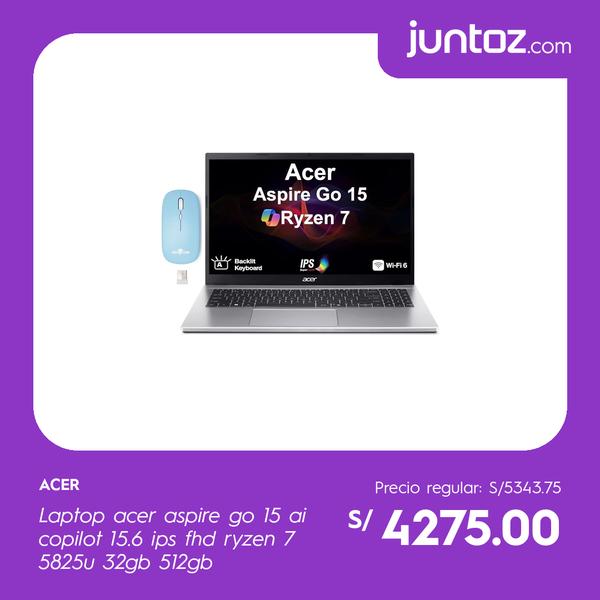 juntoz.com
Acer
Aspire Go 15
Ryzen 7
A
Backlit
Keyboard
IPS
Wi-Fi 6
acer
ACER
Laptop acer aspire go 15 ai
copilot 15.6 ips fhd ryzen 7
5825u 32gb 512gb
Precio regular: S/5343.75
S/ 4275.00